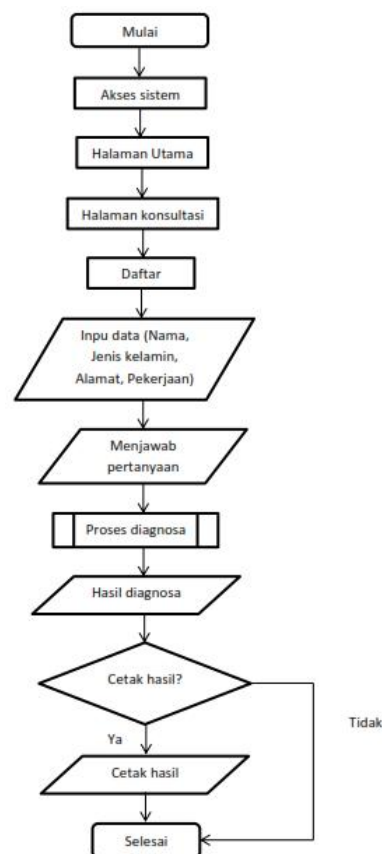 Mulai
Akses sistem
Halaman Utama
Halaman konsultasi
Daftar
Inpu data (Nama,
Jenis kelamin,
Alamat, Pekerjaan)
Menjawab
pertanyaan
Proses diagnosa
Hasil diagnosa
Cetak hasil?
Tidak
Ya
Cetak hasil
Selesai